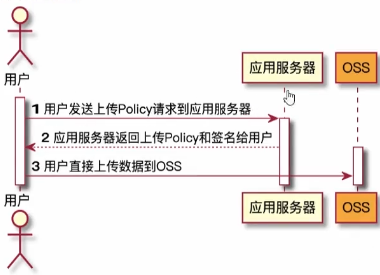 用户
应用服务器
OSS
1 用户发送上传Policy请求到应用服务器
2 应用服务器返回上传Policy和签名给用户
3 用户直接上传数据到OSS
用户
应用服务器
OSS